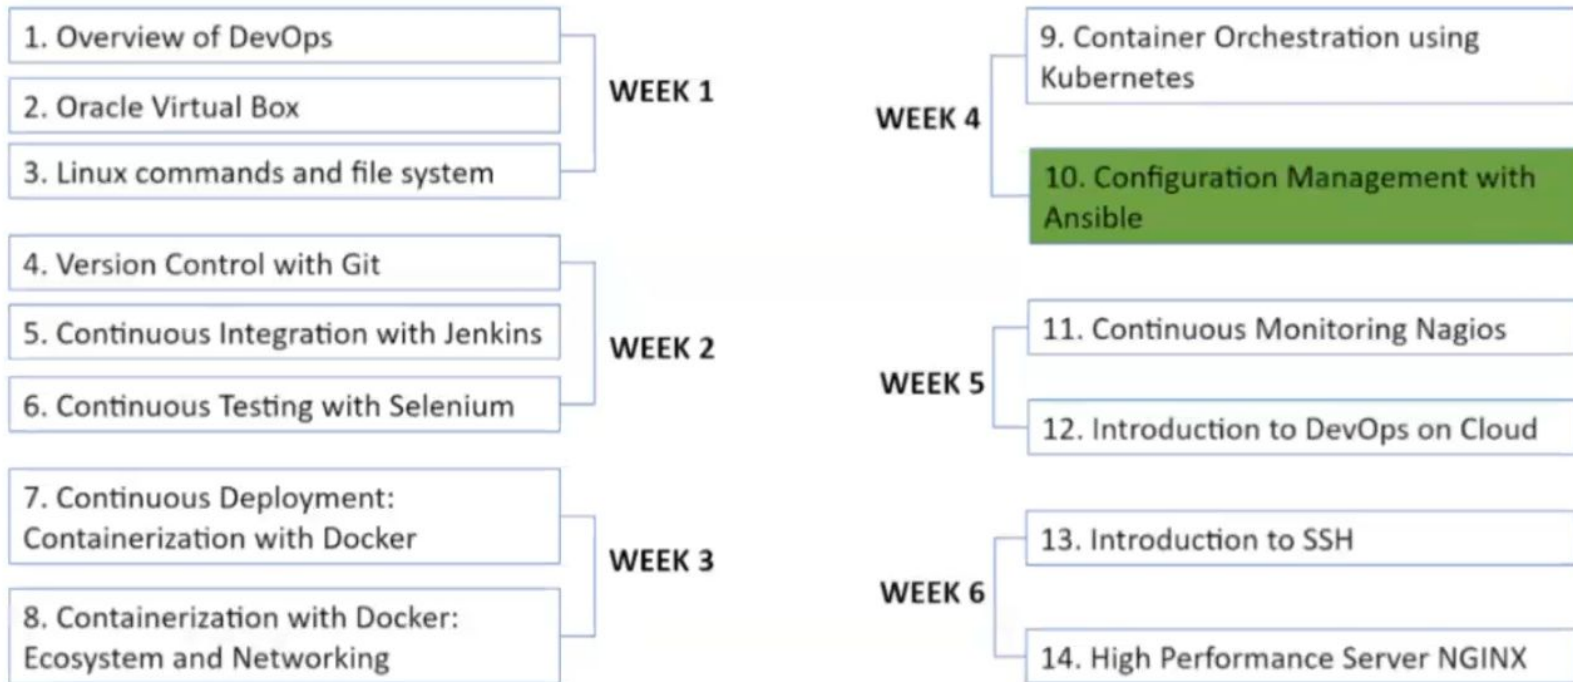 1. Overview of DevOps
2. Oracle Virtual Box
3. Linux commands and file system
WEEK 1
4. Version Control with Git
5. Continuous Integration with Jenkins
6. Continuous Testing with Selenium
WEEK 2
7. Continuous Deployment:
Containerization with Docker
8. Containerization with Docker:
Ecosystem and Networking
WEEK 3
9. Container Orchestration using
Kubernetes
10. Configuration Management with
Ansible
WEEK 4
11. Continuous Monitoring Nagios
12. Introduction to DevOps on Cloud
WEEK 5
13. Introduction to SSH
14. High Performance Server NGINX
WEEK 6